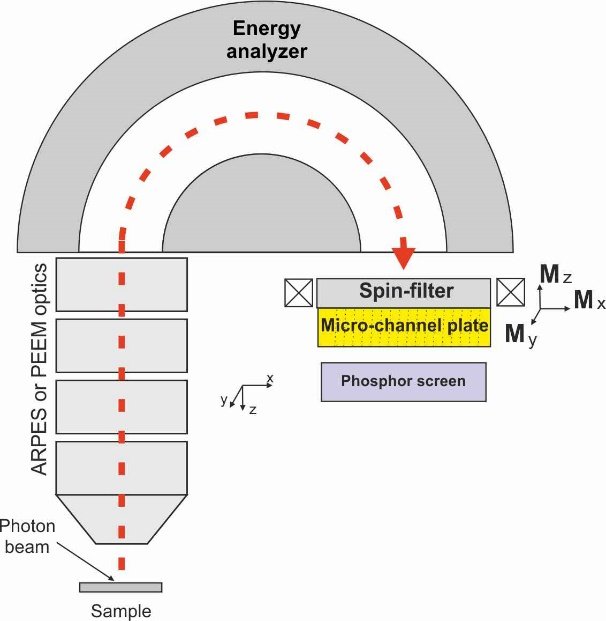 Energy
analyzer
ARPES or PEEM optics
Spin-filter
Micro-channel plate
Phosphor screen
Mz
Mx
My
x
y
z
Photon
beam
Sample